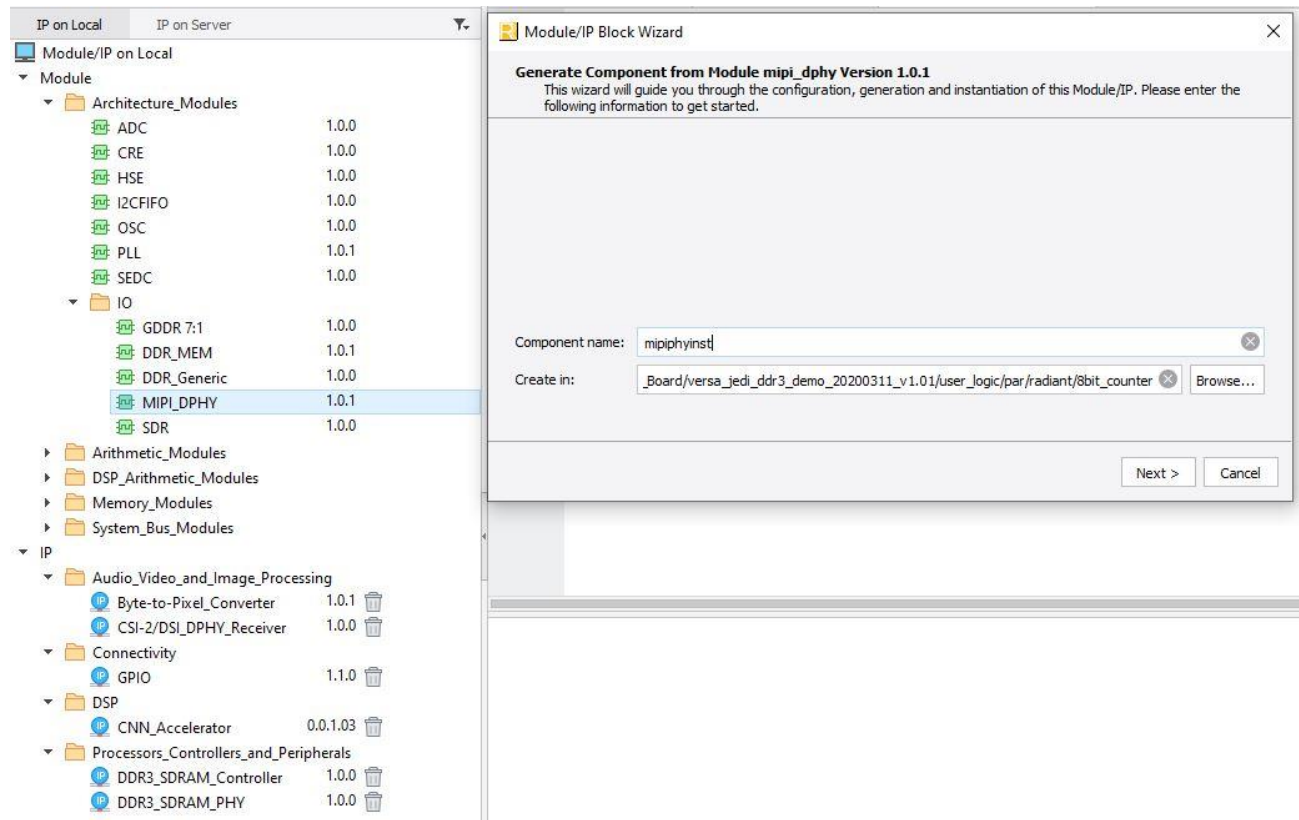 IP on Local IP on Server
Module/IP on Local
Module
Architecture_Modules
ADC 1.0.0
CRE 1.0.0
HSE 1.0.0
I2CFIFO 1.0.0
OSC 1.0.0
PLL 1.0.1
SEDC 1.0.0
IO
GDDR 7:1 1.0.0
DDR_MEM 1.0.1
DDR_Generic 1.0.0
MIPI_DPHY 1.0.1
SDR 1.0.0
Arithmetic_Modules
DSP_Arithmetic_Modules
Memory_Modules
System_Bus_Modules
IP
Audio_Video_and_Image_Processing
Byte-to-Pixel_Converter 1.0.1
CSI-2/DSI_DPHY_Receiver 1.0.0
Connectivity
GPIO 1.1.0
DSP
CNN_Accelerator 0.0.1.03
Processors_Controllers_and_Peripherals
DDR3_SDRAM_Controller 1.0.0
DDR3_SDRAM_PHY 1.0.0
Module/IP Block Wizard
Generate Component from Module mipi_dphy Version 1.0.1
This wizard will guide you through the configuration, generation and instantiation of this Module/IP. Please enter the
following information to get started.
Component name: mipiphyinst
Create in: _Board/versa_jedi_ddr3_demo_20200311_v1.01/user_logic/par/radiant/8bit_counter Browse...
Next > Cancel